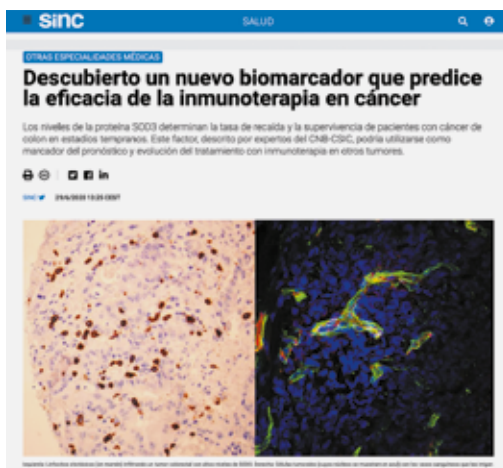 sinc
SALUD
OTRAS ESPECIALIDADES MÉDICAS
Descubierto un nuevo biomarcador que predice
la eficacia de la inmunoterapia en cáncer
Los niveles de la proteína SOD3 determinan la tasa de recaída y la supervivencia de pacientes con cáncer de
colon en estadios tempranos. Este factor, descrito por expertos del CNB-CSIC, podría utilizarse como
marcador del pronóstico y evolución del tratamiento con inmunoterapia en otros tumores.
SINC